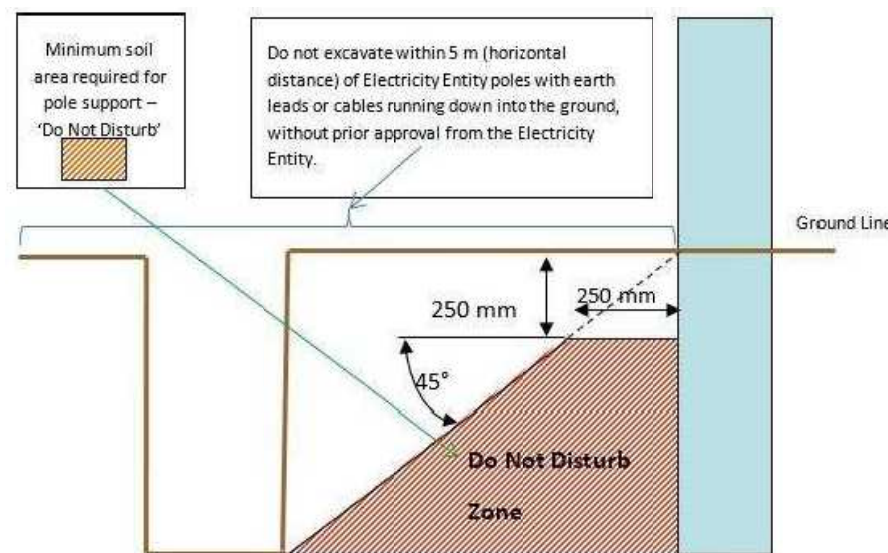 Minimum soil
area required for
pole support –
‘Do Not Disturb’
Do not excavate within 5 m (horizontal
distance) of Electricity Entity poles with earth
leads or cables running down into the ground,
without prior approval from the Electricity
Entity.
Ground Line
250 mm
250 mm
45°
Do Not Disturb
Zone